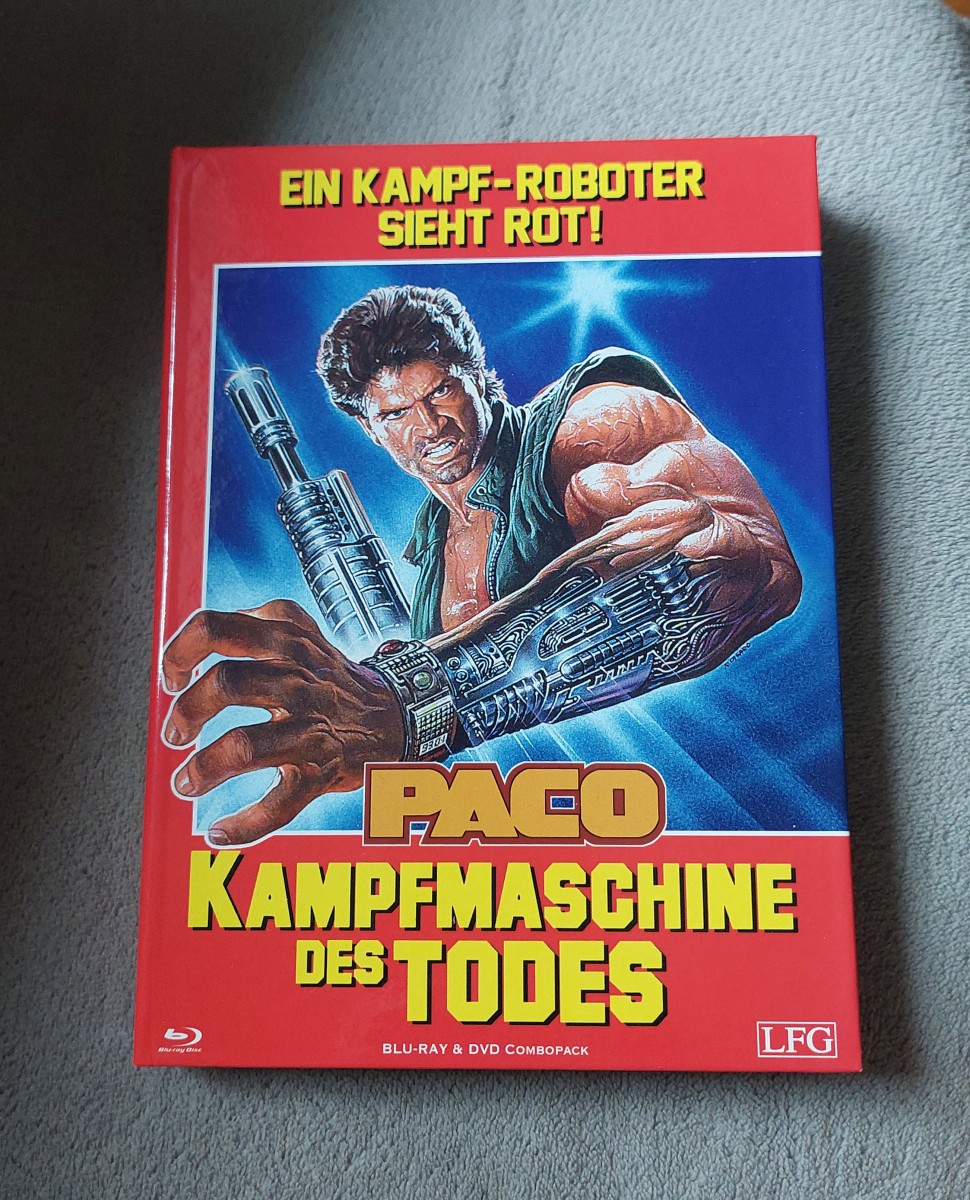 EIN KAMPF-ROBOTER
SIEHT ROT!
PACO
KAMPFMASCHINE
DES TODES
Blu-ray Disc
BLU-RAY & DVD COMBOPACK
LFG